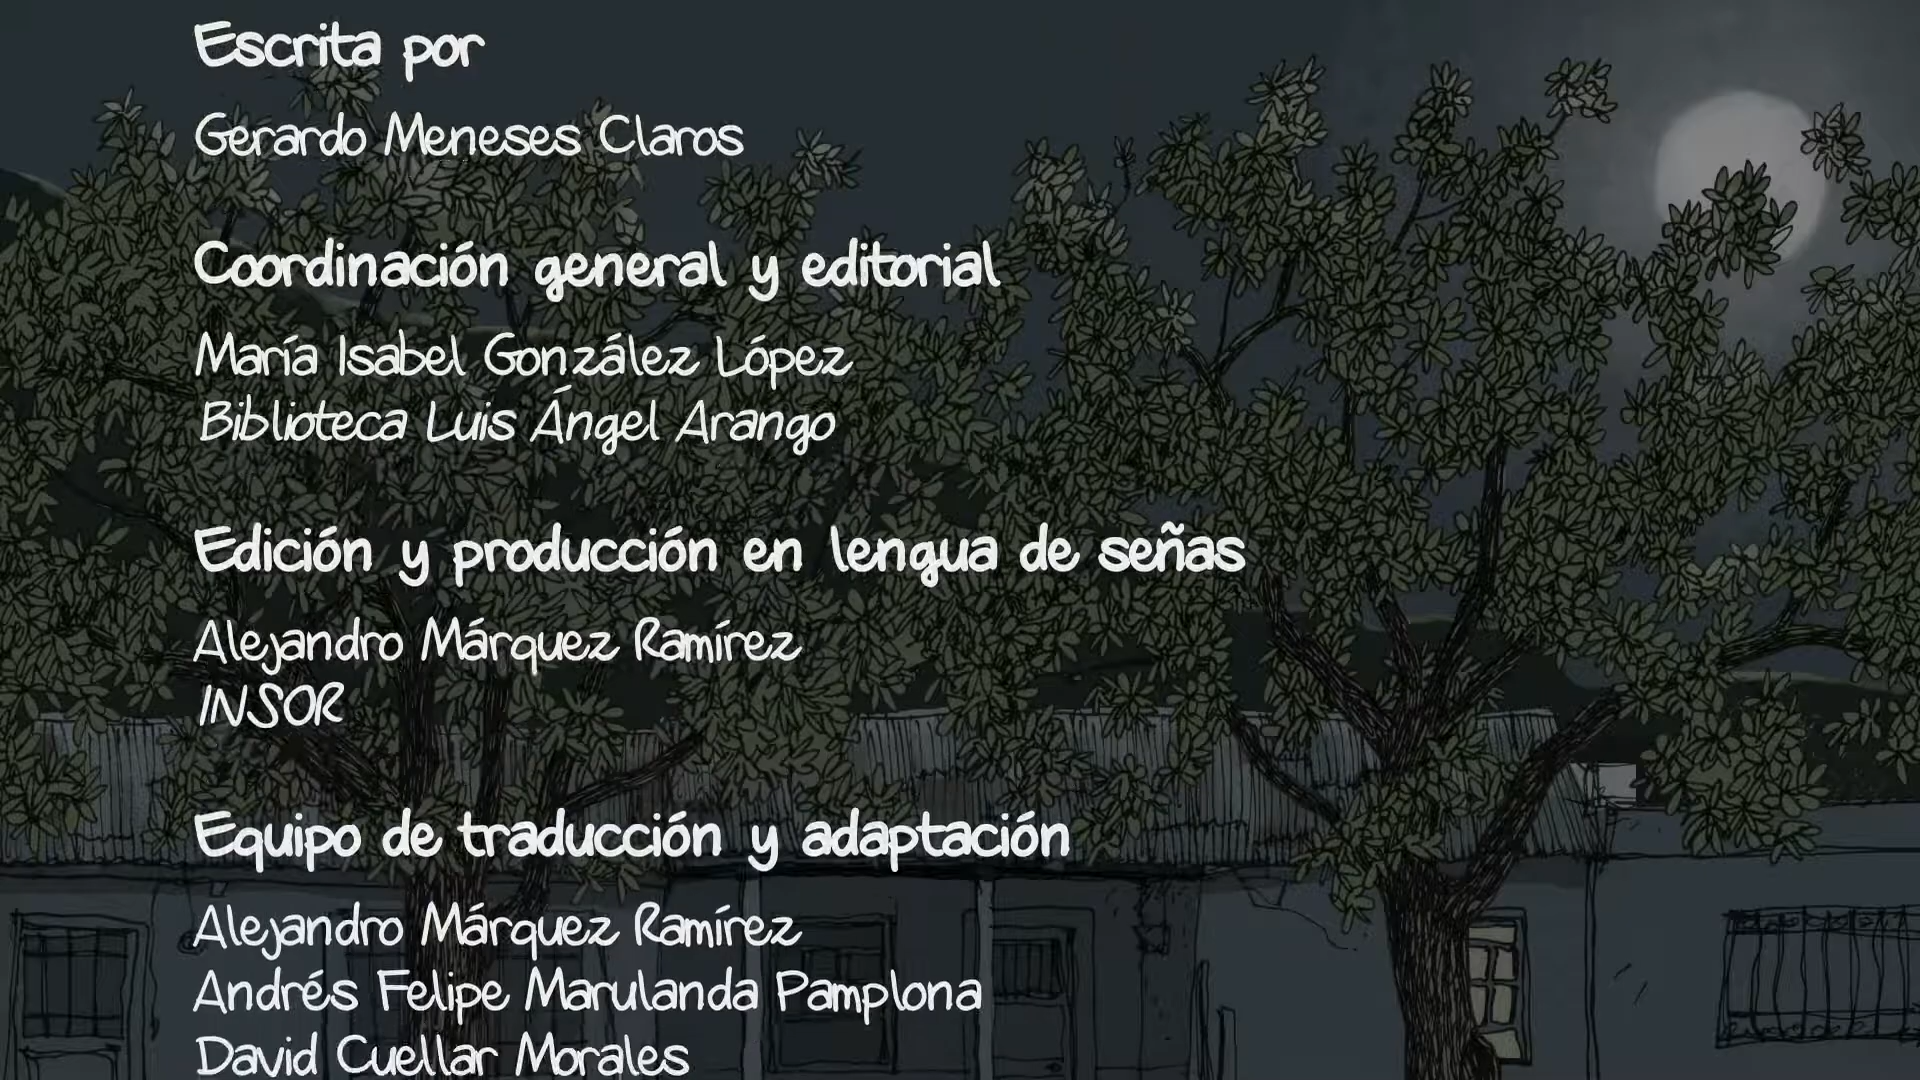 Escrita por
Gerardo Meneses Claros
Coordinación general y editorial
María Isabel González López
Biblioteca Luis Ángel Arango
Edición y producción en lengua de señas
Alejandro Márquez Ramírez
INSOR
Equipo de traducción y adaptación
Alejandro Márquez Ramírez
Andrés Felipe Marulanda Pamplona
David Cuellar Morales